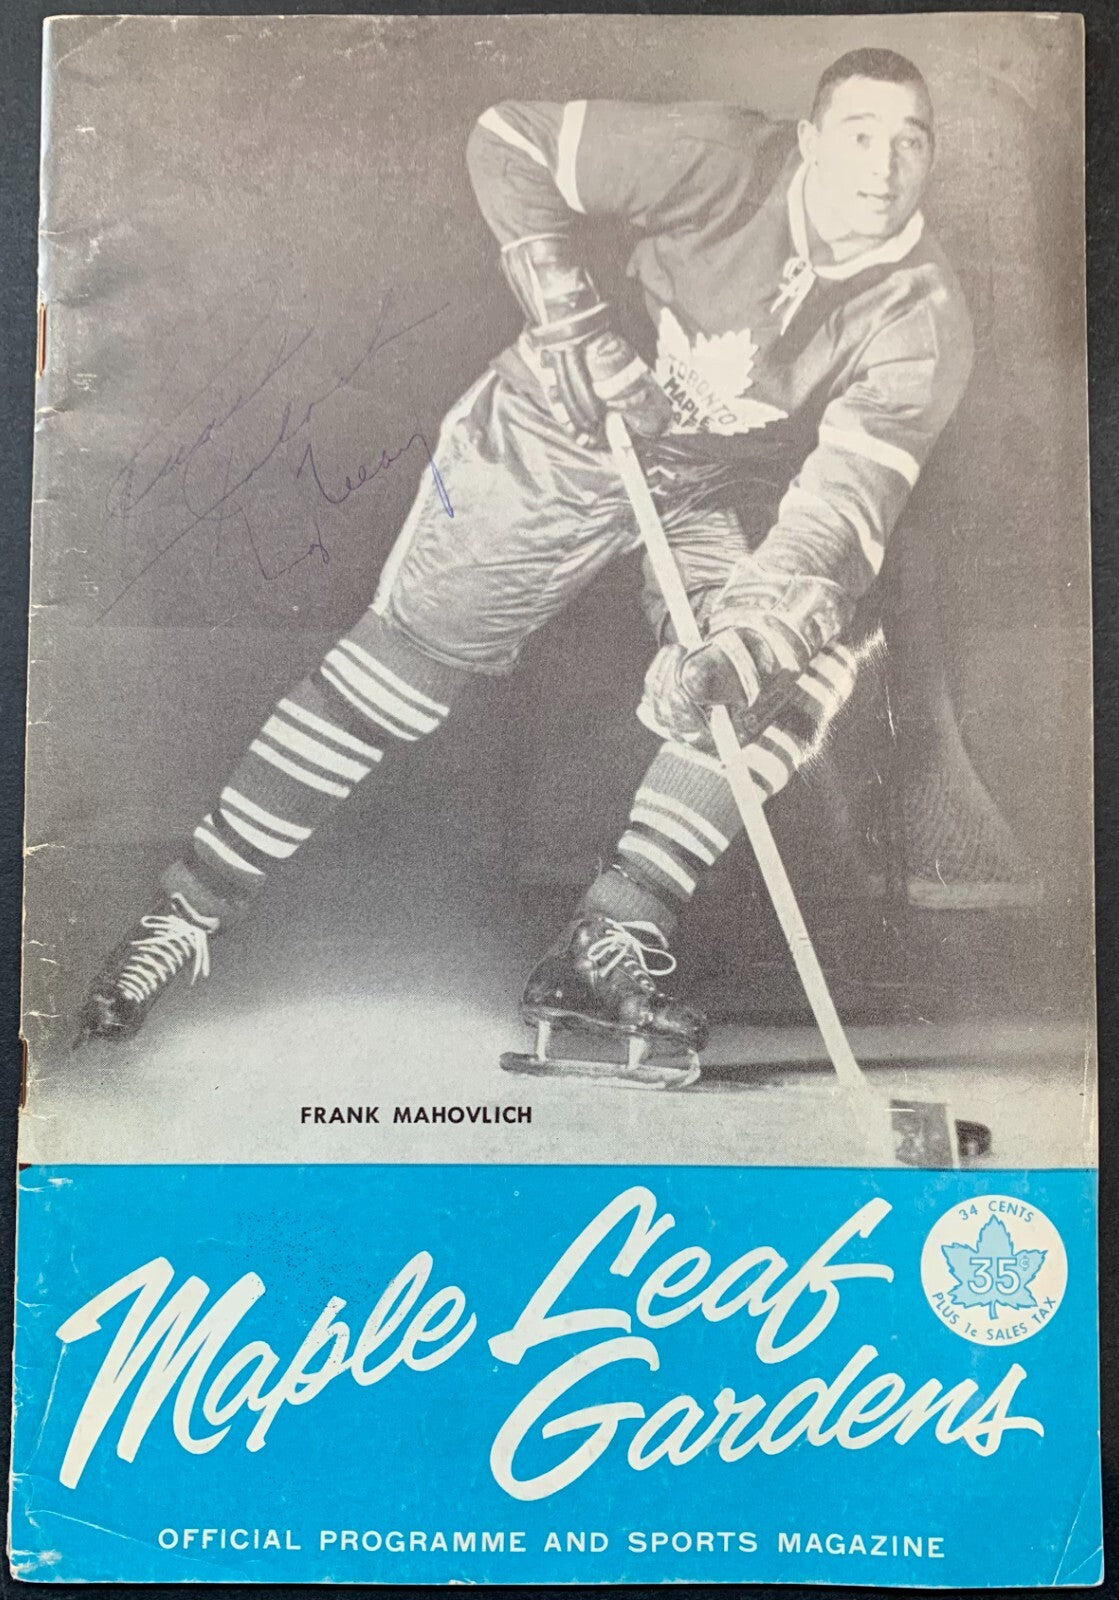 TORONTO
MAPLE
FRANK MAHOVLICH
34 CENTS
35¢
PLUS 1¢ SALES TAX
Maple Leaf
Gardens
OFFICIAL PROGRAMME AND SPORTS MAGAZINE